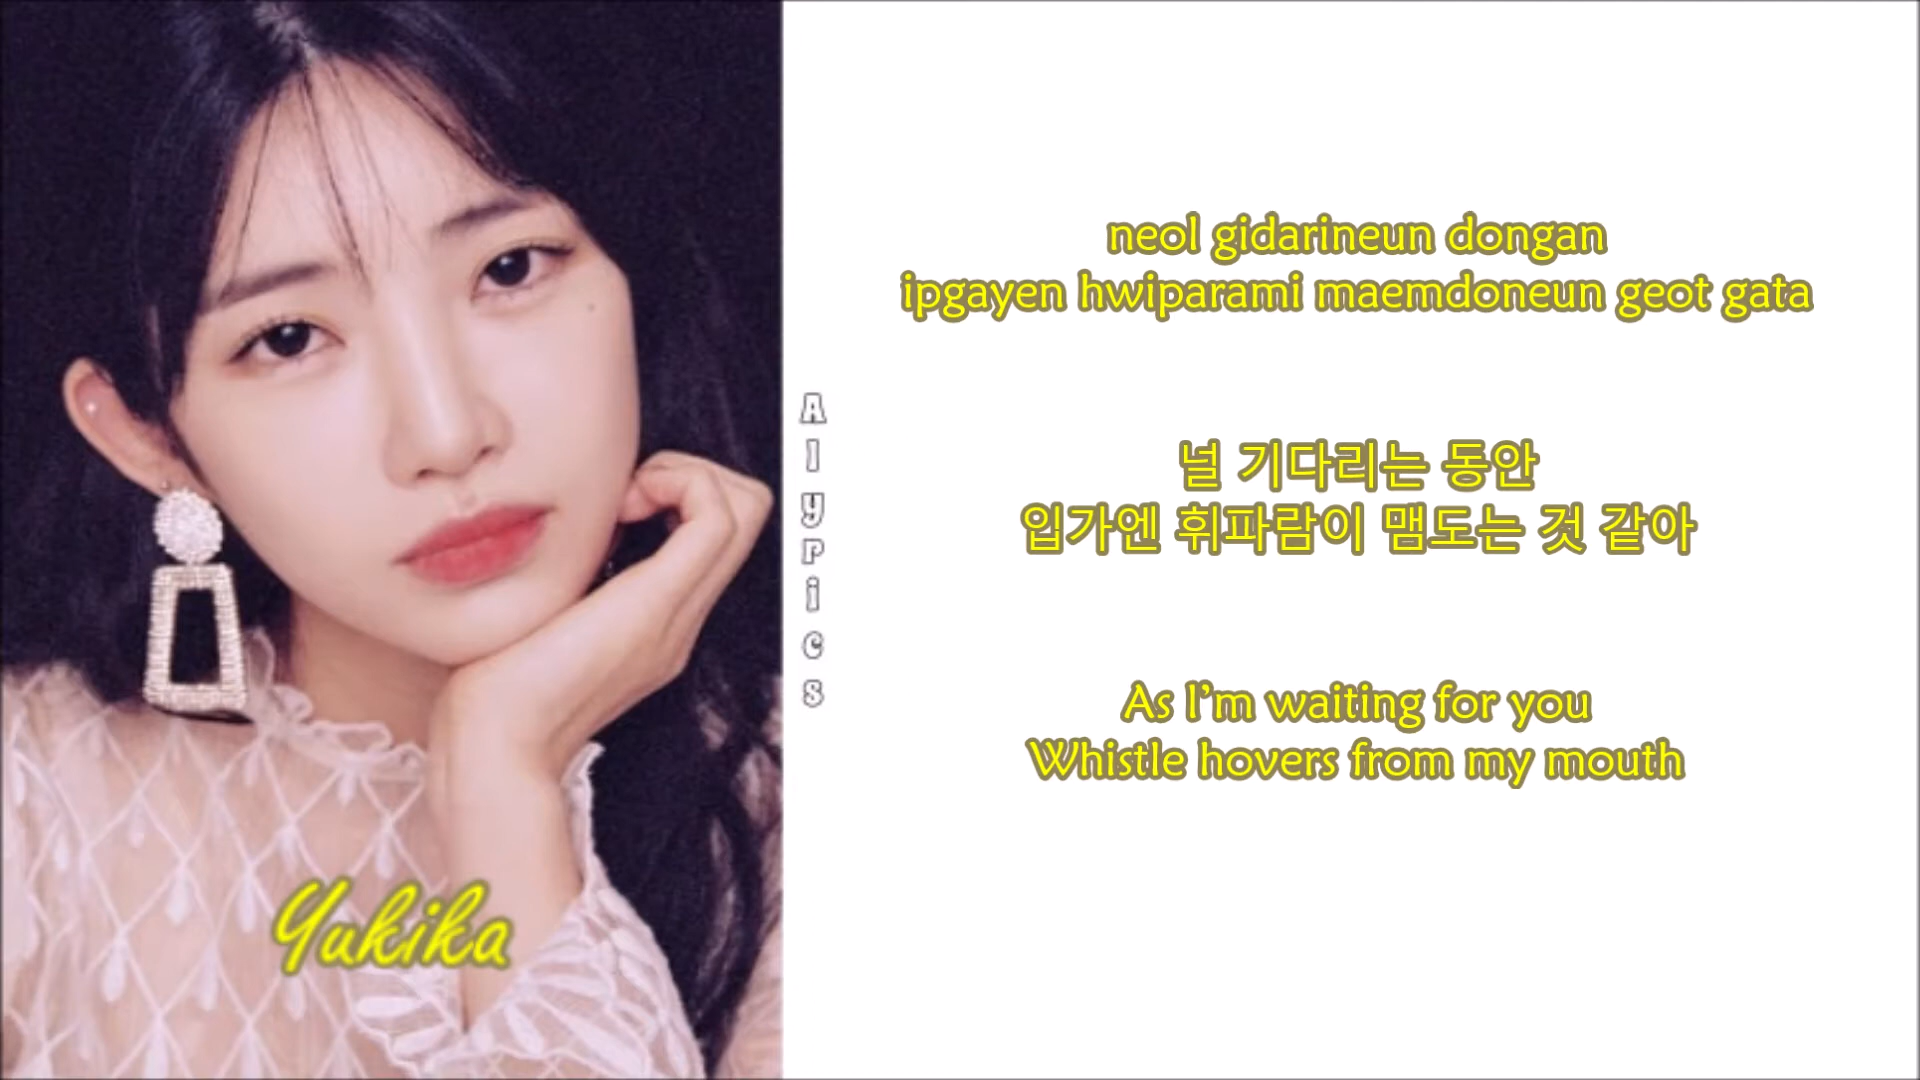 neol gidarineun dongan
ipgayen hwiparami maemdoneun geot gata
널 기다리는 동안
입가엔 휘파람이 맴도는 것 같아
As I'm waiting for you
Whistle hovers from my mouth
AlyPics
Yukika